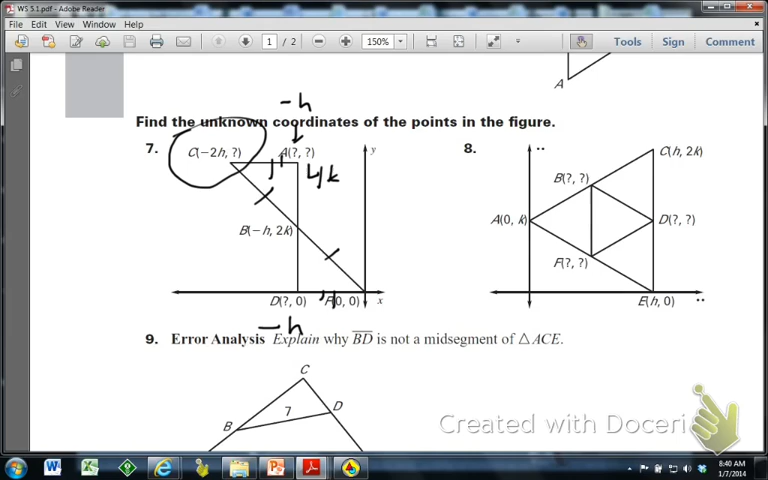 WS 5.1.pdf - Adobe Reader
File Edit View Window Help
1 / 2 150% Tools Sign Comment
A
-h
Find the unknown coordinates of the points in the figure.
7. C(−2h, ?) A(?, ?) y
4k
B(−h, 2k)
D(?, 0) F(0, 0) x
-h
8. C(h, 2k)
B(?, ?)
A(0, k) D(?, ?)
F(?, ?)
E(h, 0)
9. Error Analysis Explain why BD is not a midsegment of △ACE.
C
7 D
B
Created with Doceri
8:40 AM
1/7/2014